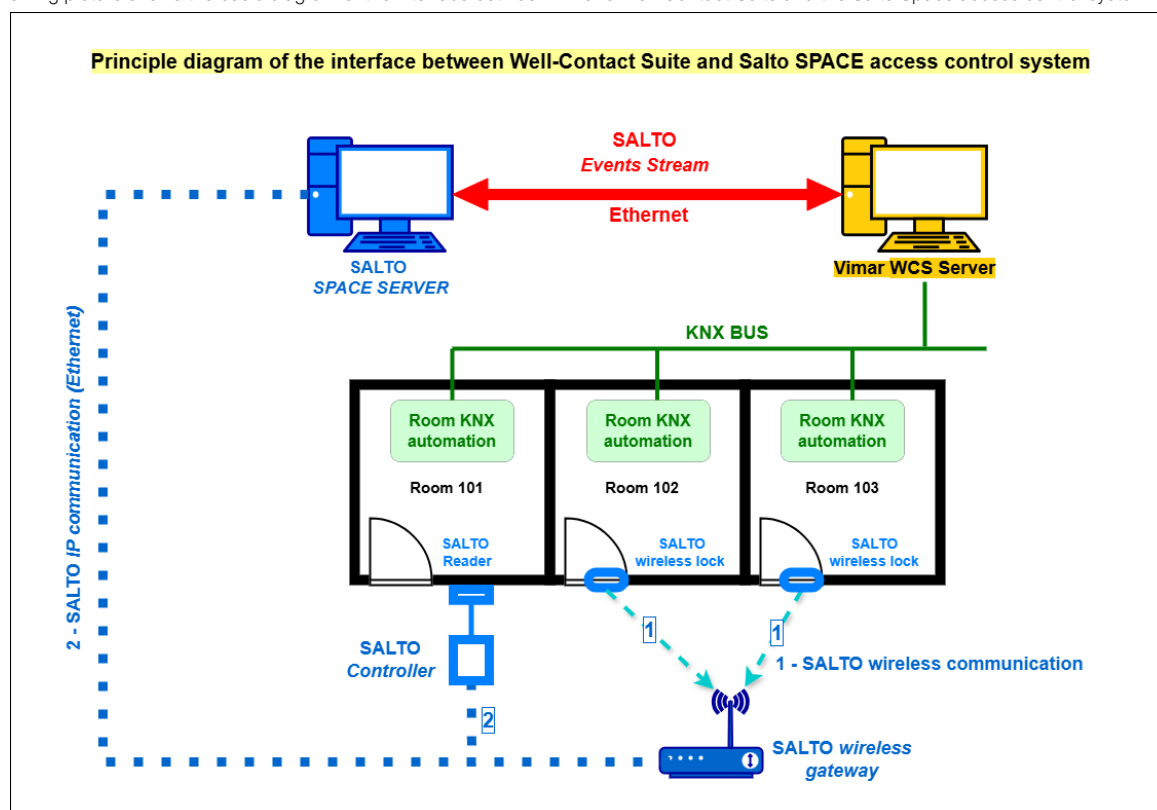 Principle diagram of the interface between Well-Contact Suite and Salto SPACE access control system
SALTO
Events Stream
Ethernet
SALTO
SPACE SERVER
Vimar WCS Server
2 - SALTO IP communication (Ethernet)
KNX BUS
Room KNX
automation
Room KNX
automation
Room KNX
automation
Room 101
Room 102
Room 103
SALTO
Reader
SALTO
wireless lock
SALTO
wireless lock
1
1
SALTO
Controller
1 - SALTO wireless communication
2
SALTO wireless
gateway